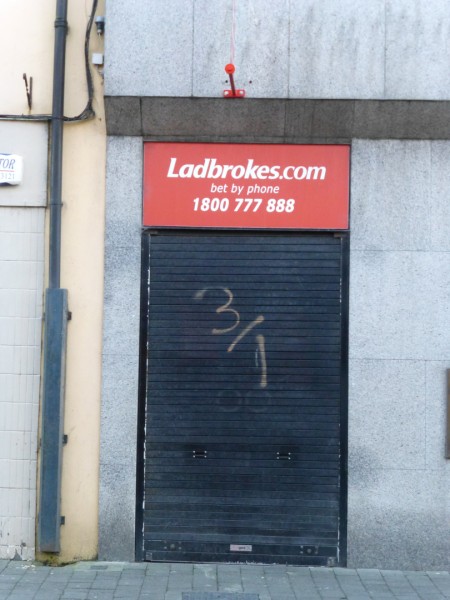 Ladbrokes.com
bet by phone
1800 777 888
3/1